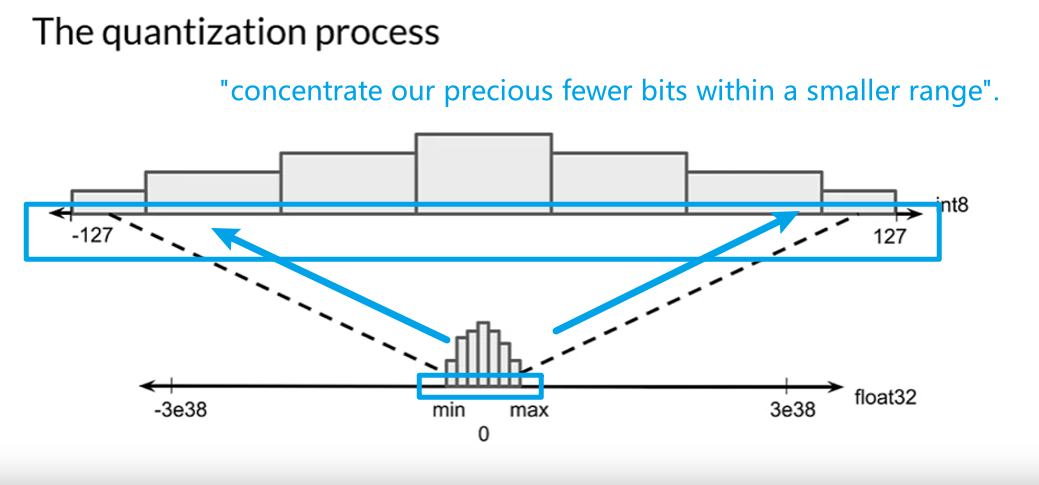 The quantization process
"concentrate our precious fewer bits within a smaller range".
int8
-127
127
-3e38
min
max
3e38
float32
0